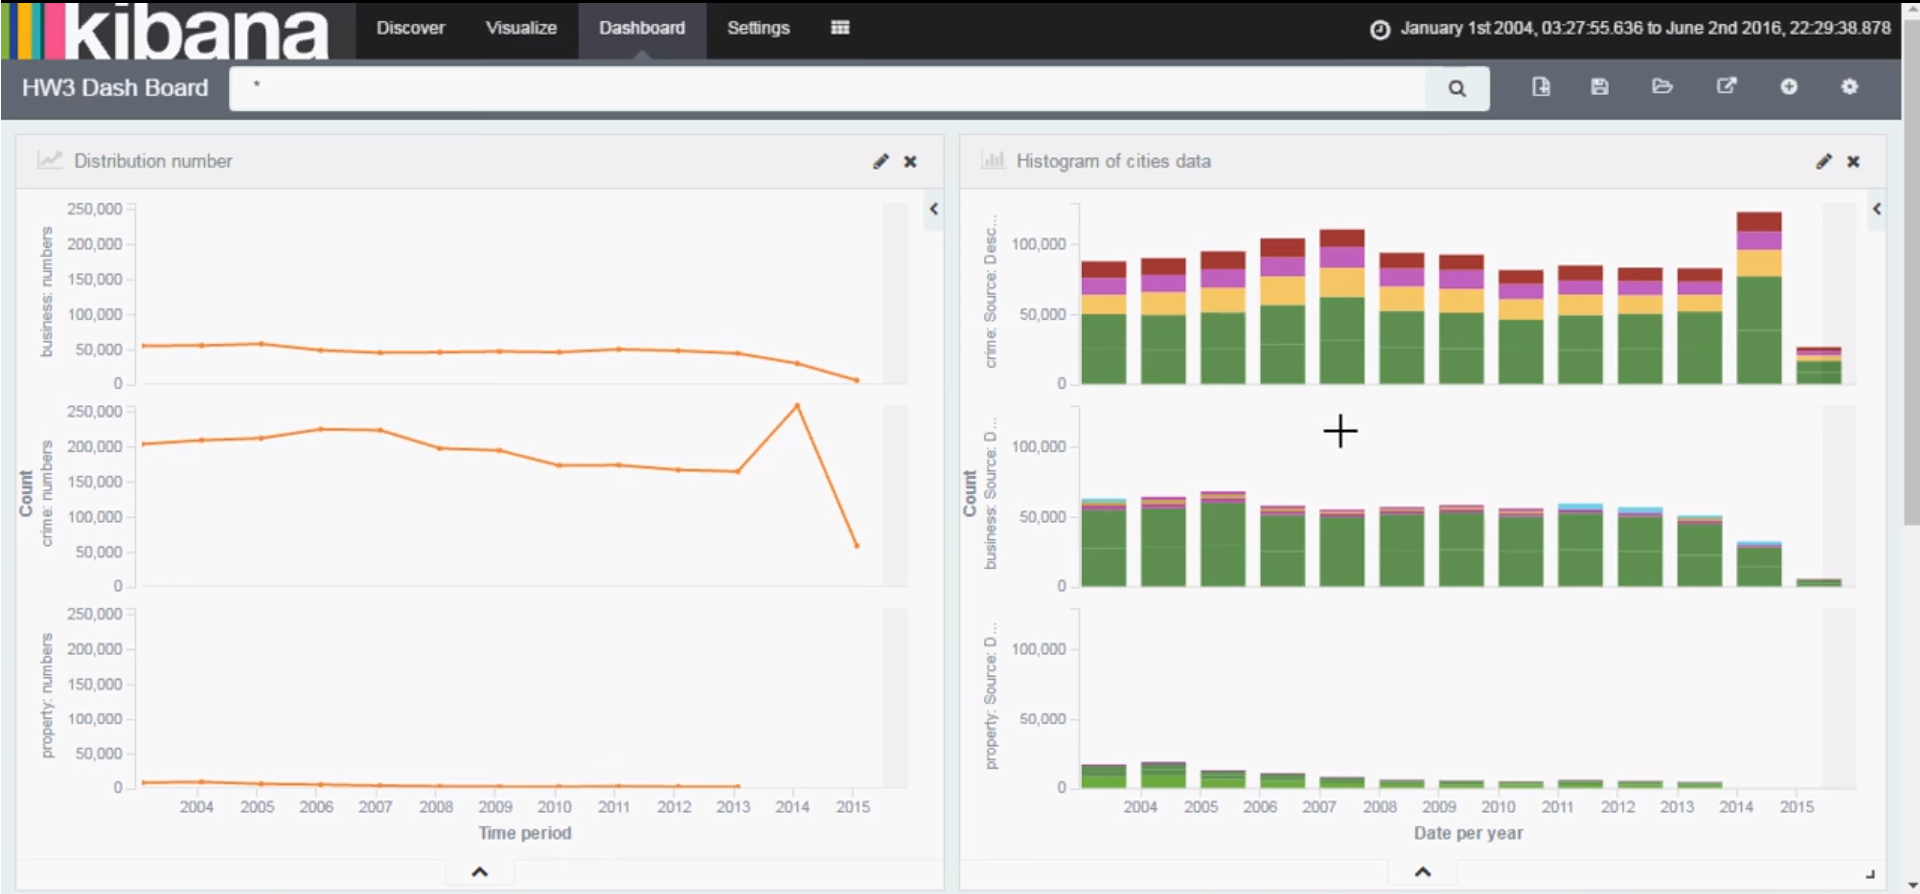 kibana
Discover Visualize Dashboard Settings
January 1st 2004, 03:27:55.636 to June 2nd 2016, 22:29:38.878
HW3 Dash Board
*
Distribution number
business: numbers
250,000
200,000
150,000
100,000
50,000
0
crime: numbers
250,000
200,000
150,000
100,000
50,000
0
Count
property: numbers
250,000
200,000
150,000
100,000
50,000
0
2004 2005 2006 2007 2008 2009 2010 2011 2012 2013 2014 2015
Time period
Histogram of cities data
crime: Source: Desc...
100,000
50,000
0
business: Source: D...
100,000
50,000
0
Count
property: Source: D...
100,000
50,000
0
2004 2005 2006 2007 2008 2009 2010 2011 2012 2013 2014 2015
Date per year